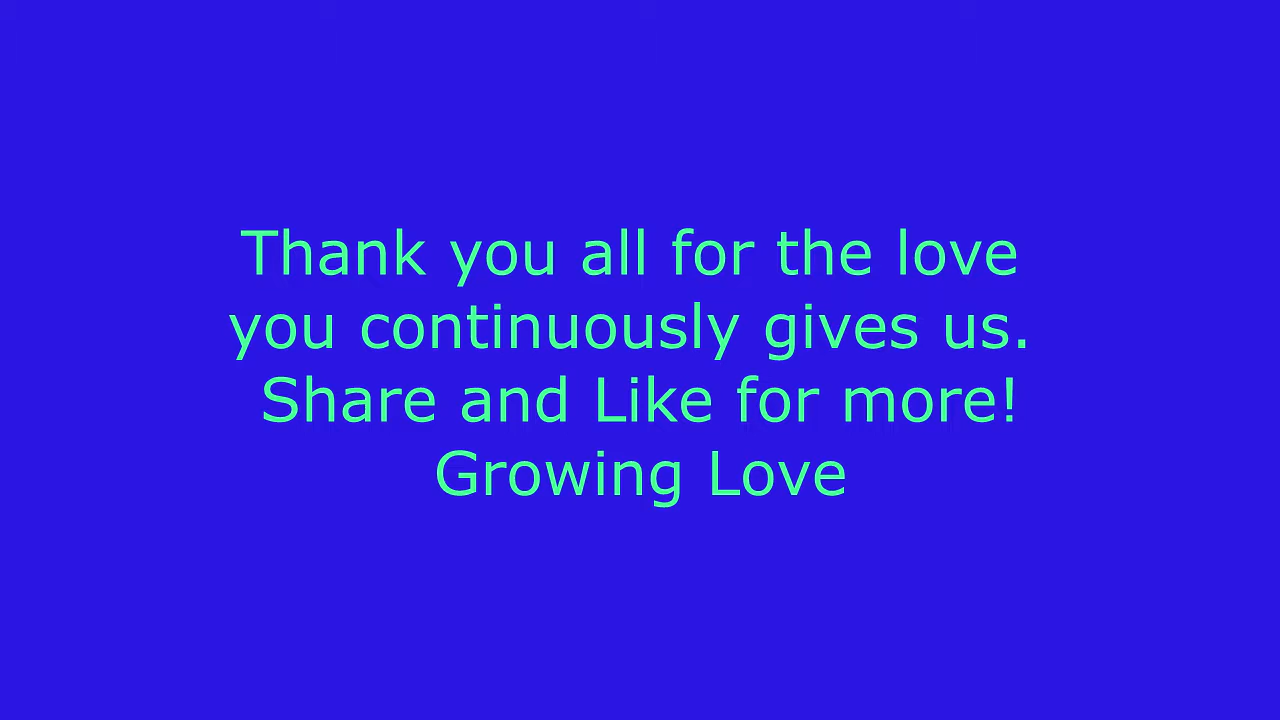 Thank you all for the love
you continuously gives us.
Share and Like for more!
Growing Love